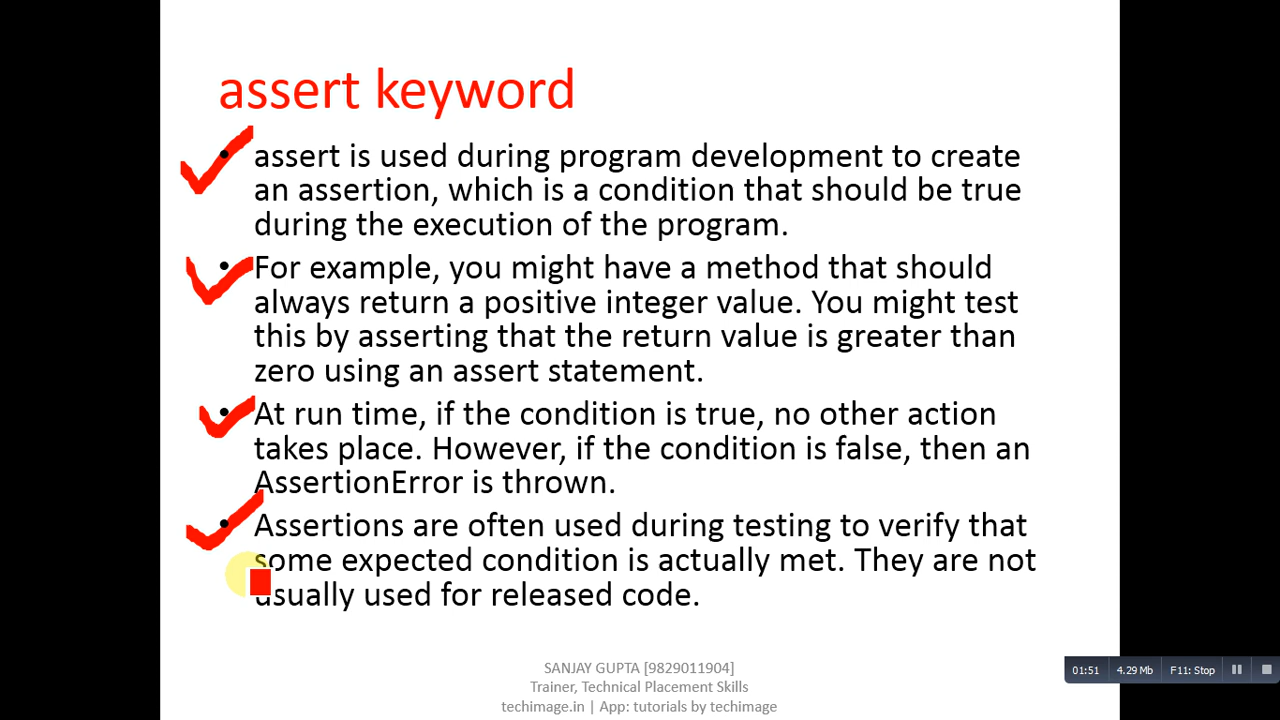 assert keyword
• assert is used during program development to create
an assertion, which is a condition that should be true
during the execution of the program.
• For example, you might have a method that should
always return a positive integer value. You might test
this by asserting that the return value is greater than
zero using an assert statement.
• At run time, if the condition is true, no other action
takes place. However, if the condition is false, then an
AssertionError is thrown.
• Assertions are often used during testing to verify that
some expected condition is actually met. They are not
usually used for released code.
SANJAY GUPTA [9829011904]
Trainer, Technical Placement Skills
techimage.in | App: tutorials by techimage
01:51 4.29 Mb F11: Stop